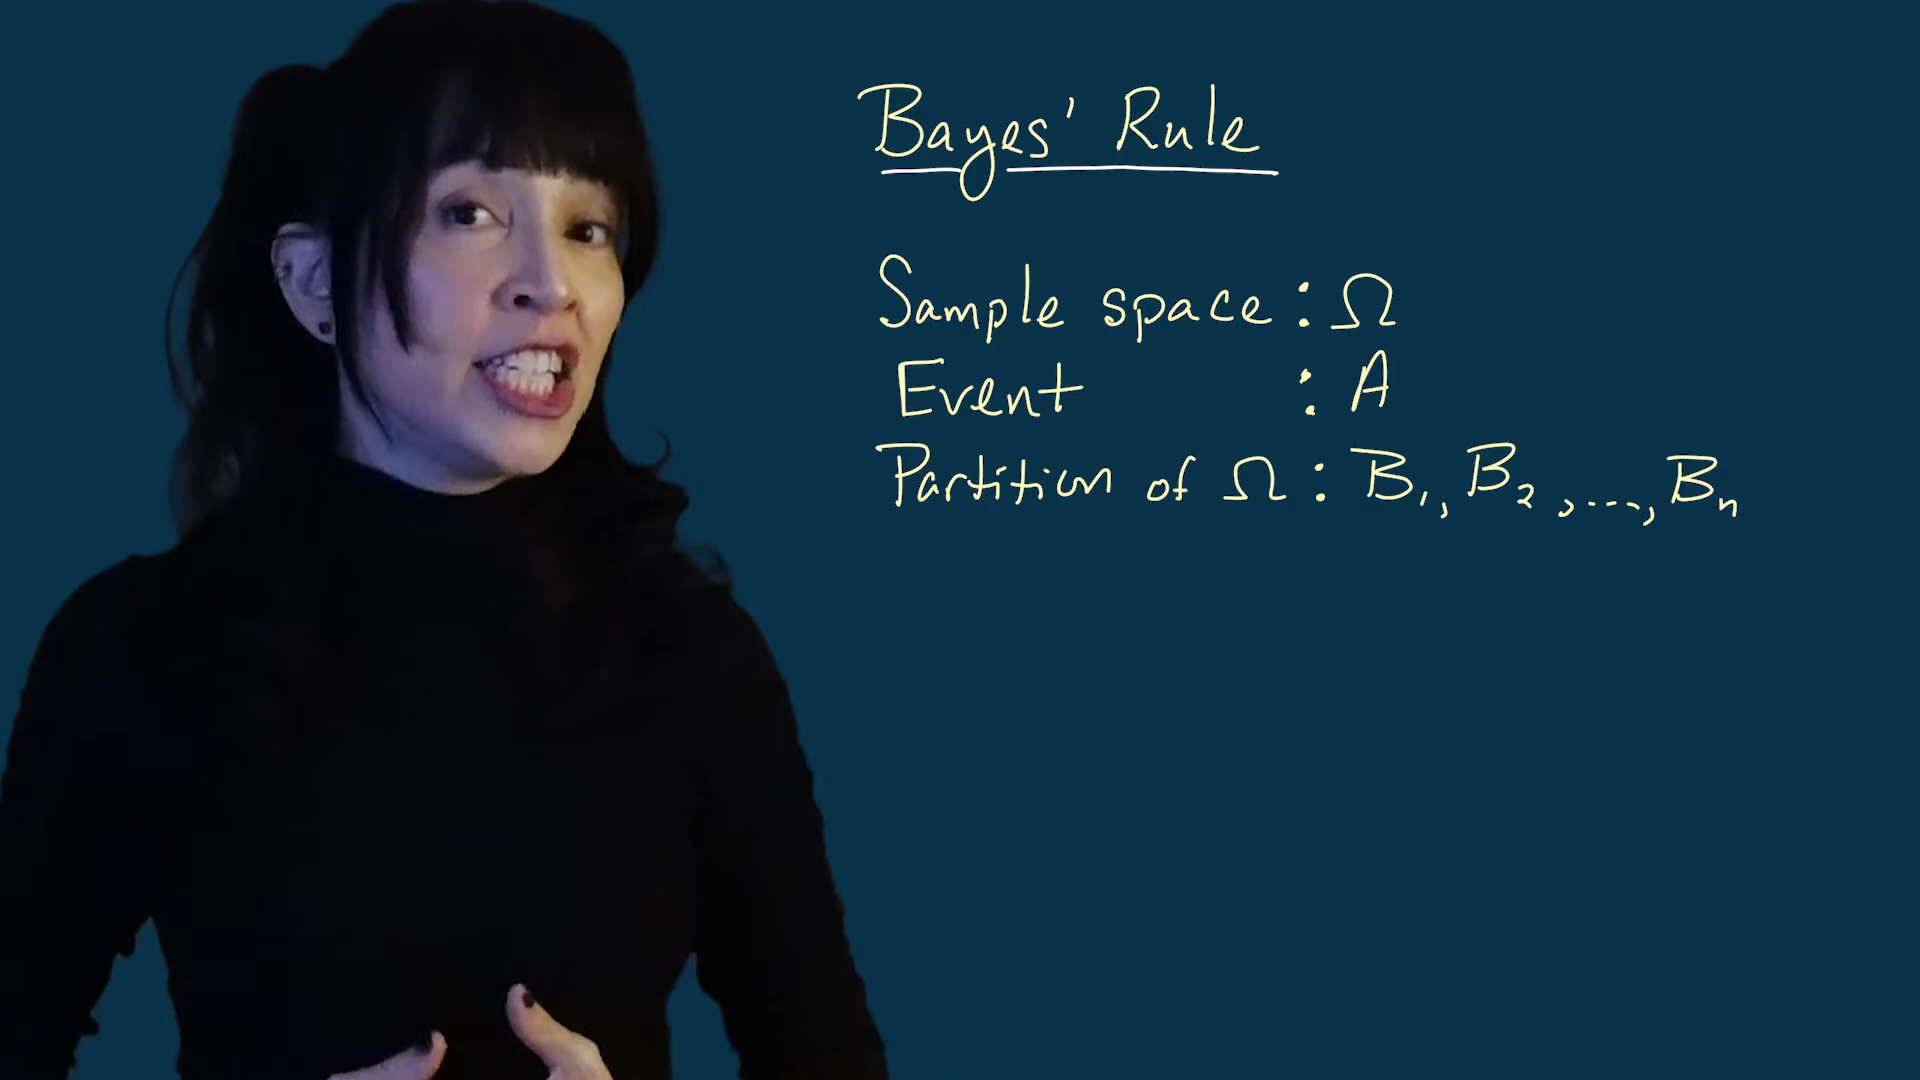 Bayes' Rule
Sample space : Ω
Event : A
Partition of Ω : B₁, B₂, ..., Bₙ